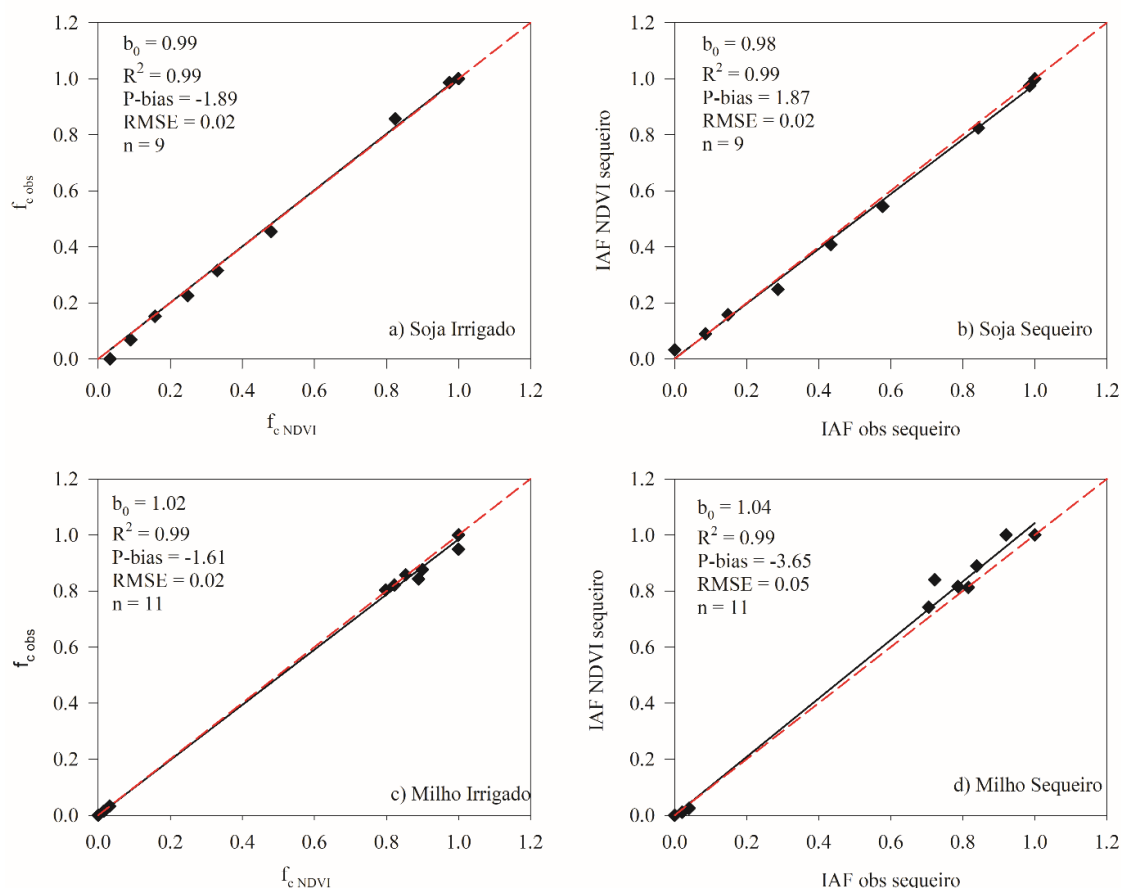 b0 = 0.99
R2 = 0.99
P-bias = -1.89
RMSE = 0.02
n = 9
a) Soja Irrigado
fc obs
1.2
1.0
0.8
0.6
0.4
0.2
0.0
0.0 0.2 0.4 0.6 0.8 1.0 1.2
fc NDVI
b0 = 0.98
R2 = 0.99
P-bias = 1.87
RMSE = 0.02
n = 9
b) Soja Sequeiro
IAF NDVI sequeiro
1.2
1.0
0.8
0.6
0.4
0.2
0.0
0.0 0.2 0.4 0.6 0.8 1.0 1.2
IAF obs sequeiro
b0 = 1.02
R2 = 0.99
P-bias = -1.61
RMSE = 0.02
n = 11
c) Milho Irrigado
fc obs
1.2
1.0
0.8
0.6
0.4
0.2
0.0
0.0 0.2 0.4 0.6 0.8 1.0 1.2
fc NDVI
b0 = 1.04
R2 = 0.99
P-bias = -3.65
RMSE = 0.05
n = 11
d) Milho Sequeiro
IAF NDVI sequeiro
1.2
1.0
0.8
0.6
0.4
0.2
0.0
0.0 0.2 0.4 0.6 0.8 1.0 1.2
IAF obs sequeiro